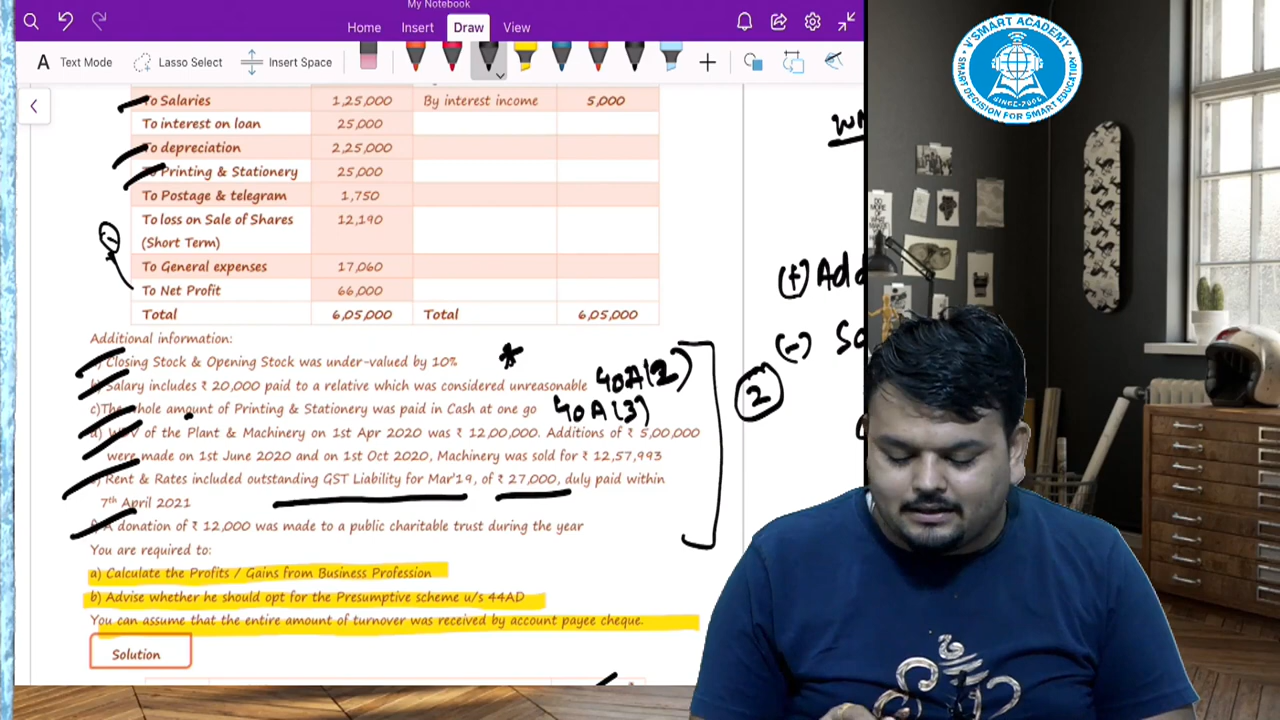 My Notebook
Home Insert Draw View
A Text Mode Lasso Select Insert Space
V'SMART ACADEMY
SINCE-2006
SMART DECISION FOR SMART EDUCATION
To Salaries 1,25,000 By interest income 5,000
To interest on loan 25,000
To depreciation 2,25,000
To Printing & Stationery 25,000
To Postage & telegram 1,750
To loss on Sale of Shares 12,190
(Short Term)
To General expenses 17,060
To Net Profit 66,000
Total 6,05,000 Total 6,05,000
(1)
(+) Add
(-)
Additional information:
a) Closing Stock & Opening Stock was under-valued by 10%
b) Salary includes ₹ 20,000 paid to a relative which was considered unreasonable 40A(2)
c) The whole amount of Printing & Stationery was paid in Cash at one go 40A(3)
2
d) WDV of the Plant & Machinery on 1st Apr 2020 was ₹ 12,00,000. Additions of ₹ 5,00,000
were made on 1st June 2020 and on 1st Oct 2020, Machinery was sold for ₹ 12,57,993
e) Rent & Rates included outstanding GST Liability for Mar'19, of ₹ 27,000, duly paid within
7th April 2021
f) A donation of ₹ 12,000 was made to a public charitable trust during the year
You are required to:
a) Calculate the Profits / Gains from Business Profession
b) Advise whether he should opt for the Presumptive scheme u/s 44AD
You can assume that the entire amount of turnover was received by account payee cheque.
Solution